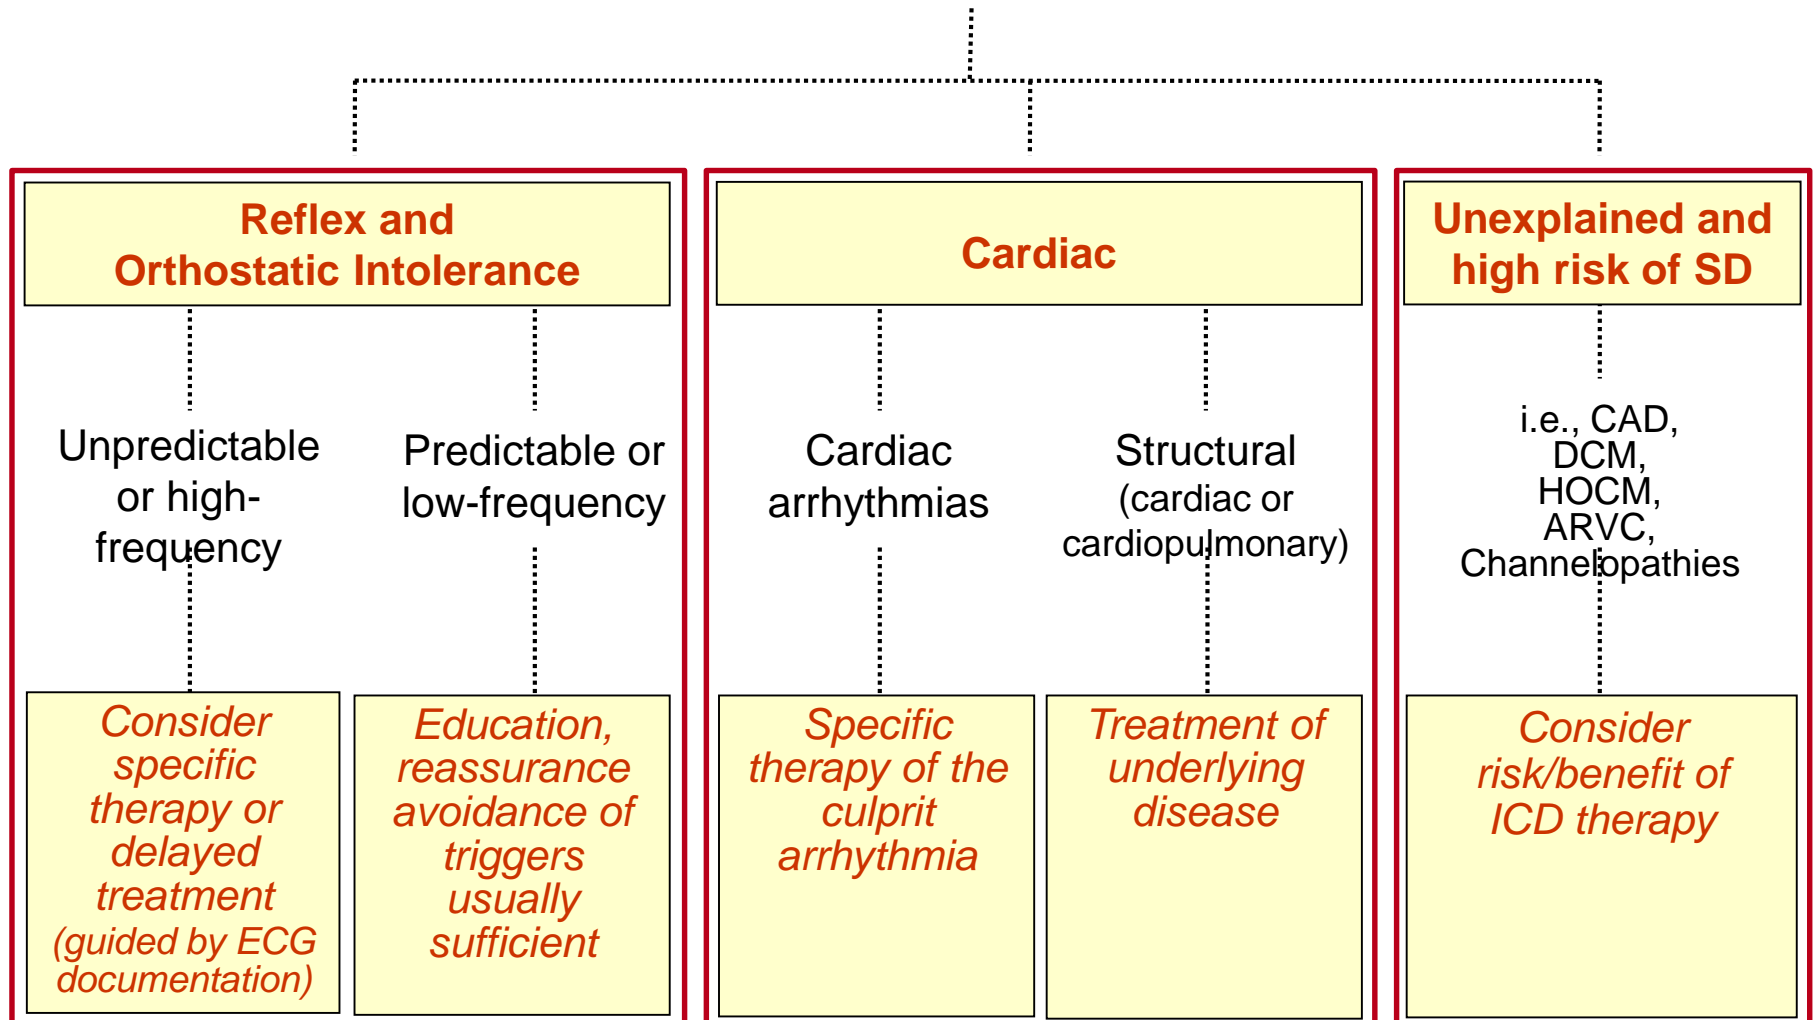 Reflex and
Orthostatic Intolerance
Cardiac
Unexplained and
high risk of SD
Unpredictable
or high-
frequency
Predictable or
low-frequency
Cardiac
arrhythmias
Structural
(cardiac or
cardiopulmonary)
i.e., CAD,
DCM,
HOCM,
ARVC,
Channelopathies
Consider
specific
therapy or
delayed
treatment
(guided by ECG
documentation)
Education,
reassurance
avoidance of
triggers
usually
sufficient
Specific
therapy of the
culprit
arrhythmia
Treatment of
underlying
disease
Consider
risk/benefit of
ICD therapy